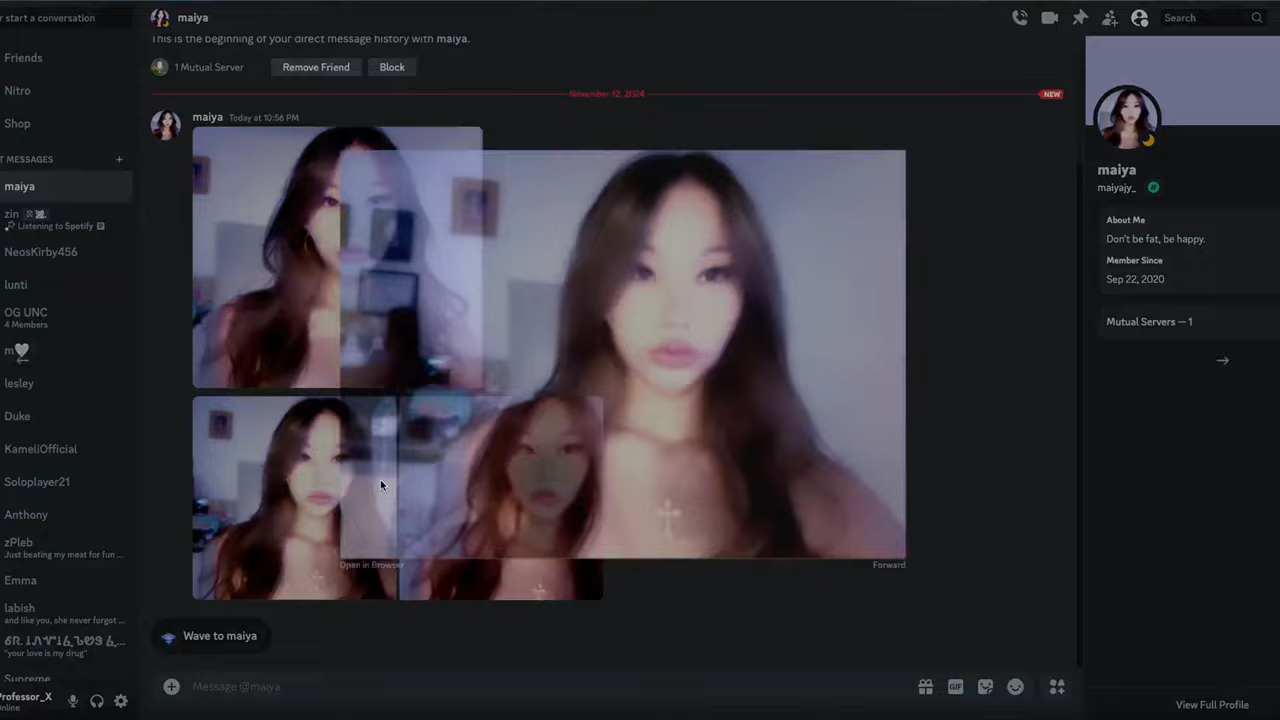 r start a conversation
Friends
Nitro
Shop
T MESSAGES
maiya
zin
Listening to Spotify
NeosKirby456
lunti
OG UNC
4 Members
m
lesley
Duke
KameliOfficial
Soloplayer21
Anthony
zPleb
Just beating my meat for fun ...
Emma
labish
and like you, she never forgot ...
"your love is my drug"
Supreme
Professor_X
Online
maiya
Search
This is the beginning of your direct message history with maiya.
1 Mutual Server
Remove Friend
Block
November 12, 2024
NEW
maiya Today at 10:56 PM
Open in Browser
Forward
Wave to maiya
Message @maiya
GIF
maiya
maiyajy_
#
About Me
Don't be fat, be happy.
Member Since
Sep 22, 2020
Mutual Servers — 1
View Full Profile